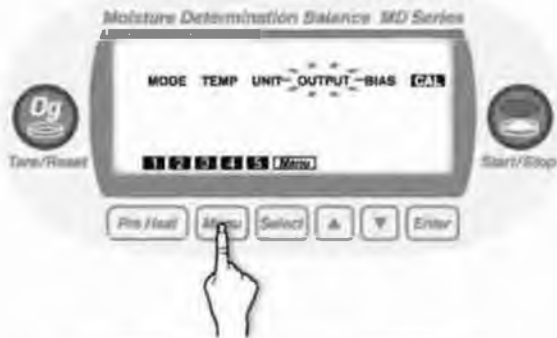 Moisture Determination Balance MD Series
MODE TEMP UNIT OUTPUT BIAS CAL
Dg
Tare/Reset
Start/Stop
1 2 3 4 5 Menu
Pre Heat Menu Select ▲ ▼ Enter